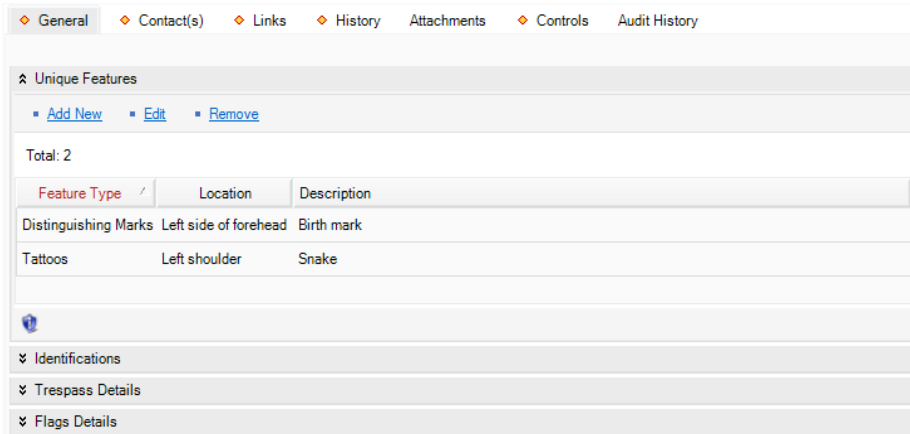 General Contact(s) Links History Attachments Controls Audit History
Unique Features
Add New Edit Remove
Total: 2
Feature Type Location Description
Distinguishing Marks Left side of forehead Birth mark
Tattoos Left shoulder Snake
Identifications
Trespass Details
Flags Details